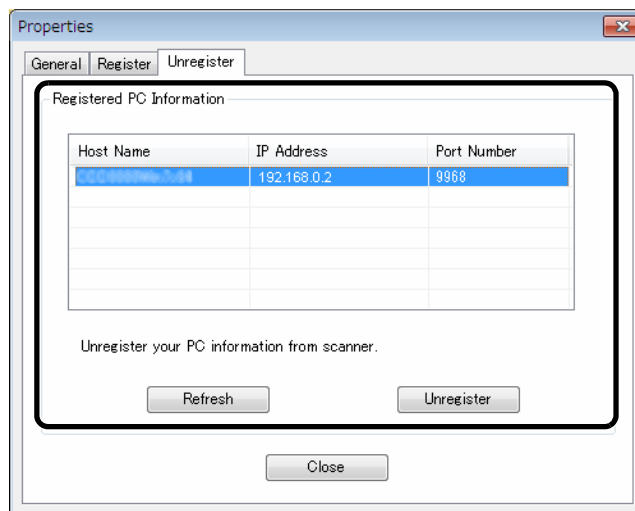 Properties
General Register Unregister
Registered PC Information
Host Name IP Address Port Number
192.168.0.2 9968
Unregister your PC information from scanner.
Refresh Unregister
Close